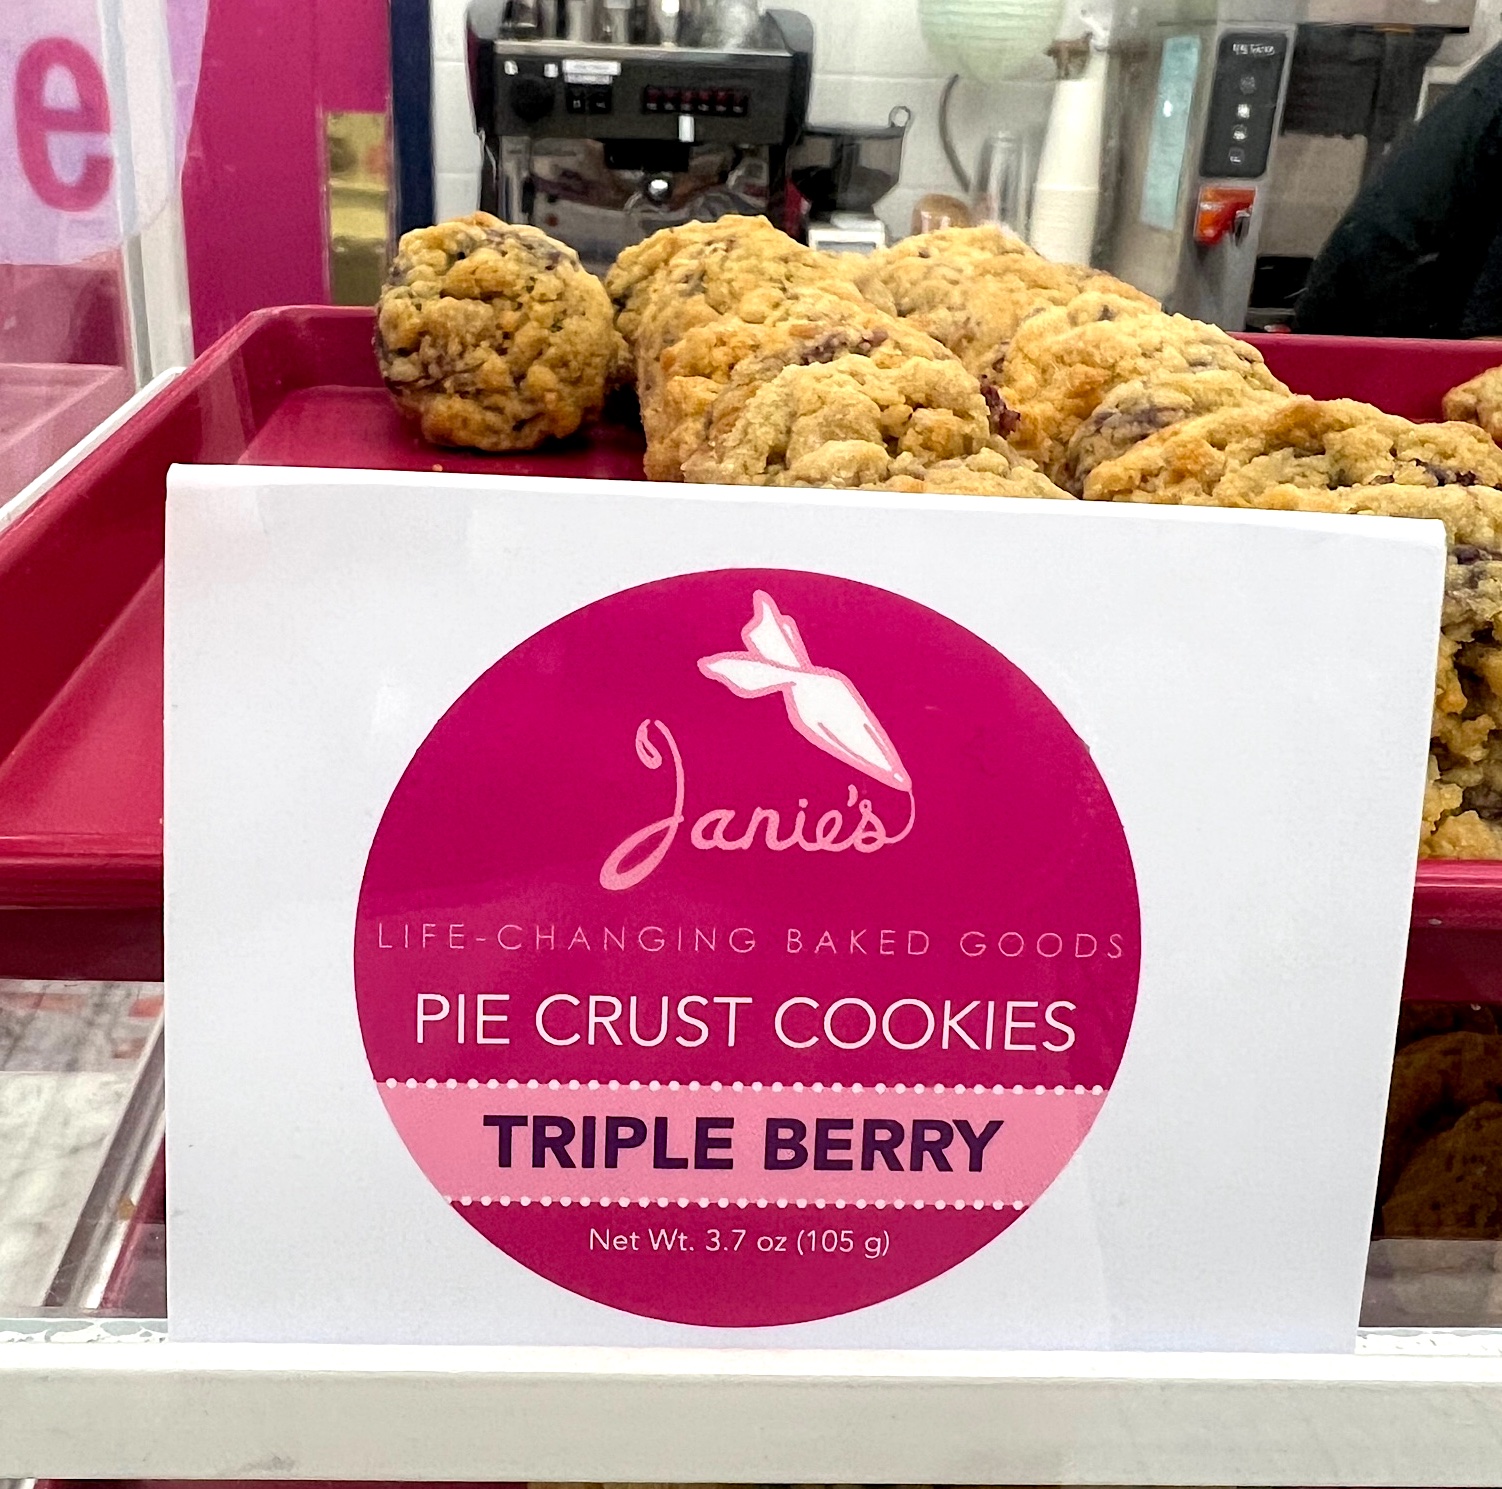 e
Janie's
LIFE-CHANGING BAKED GOODS
PIE CRUST COOKIES
TRIPLE BERRY
Net Wt. 3.7 oz (105 g)